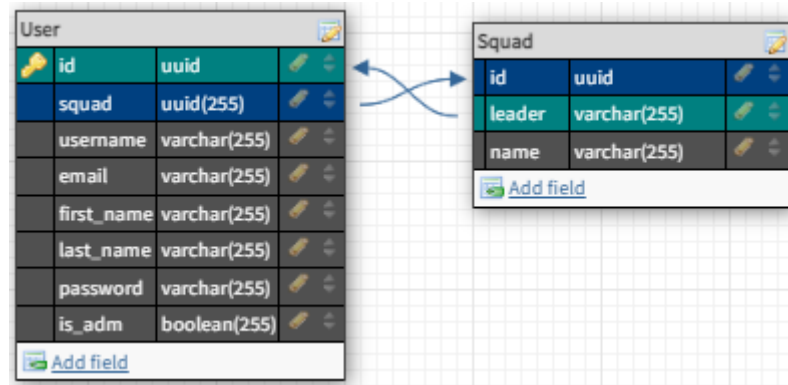 User
id uuid
squad uuid(255)
username varchar(255)
email varchar(255)
first_name varchar(255)
last_name varchar(255)
password varchar(255)
is_adm boolean(255)
Add field
Squad
id uuid
leader varchar(255)
name varchar(255)
Add field